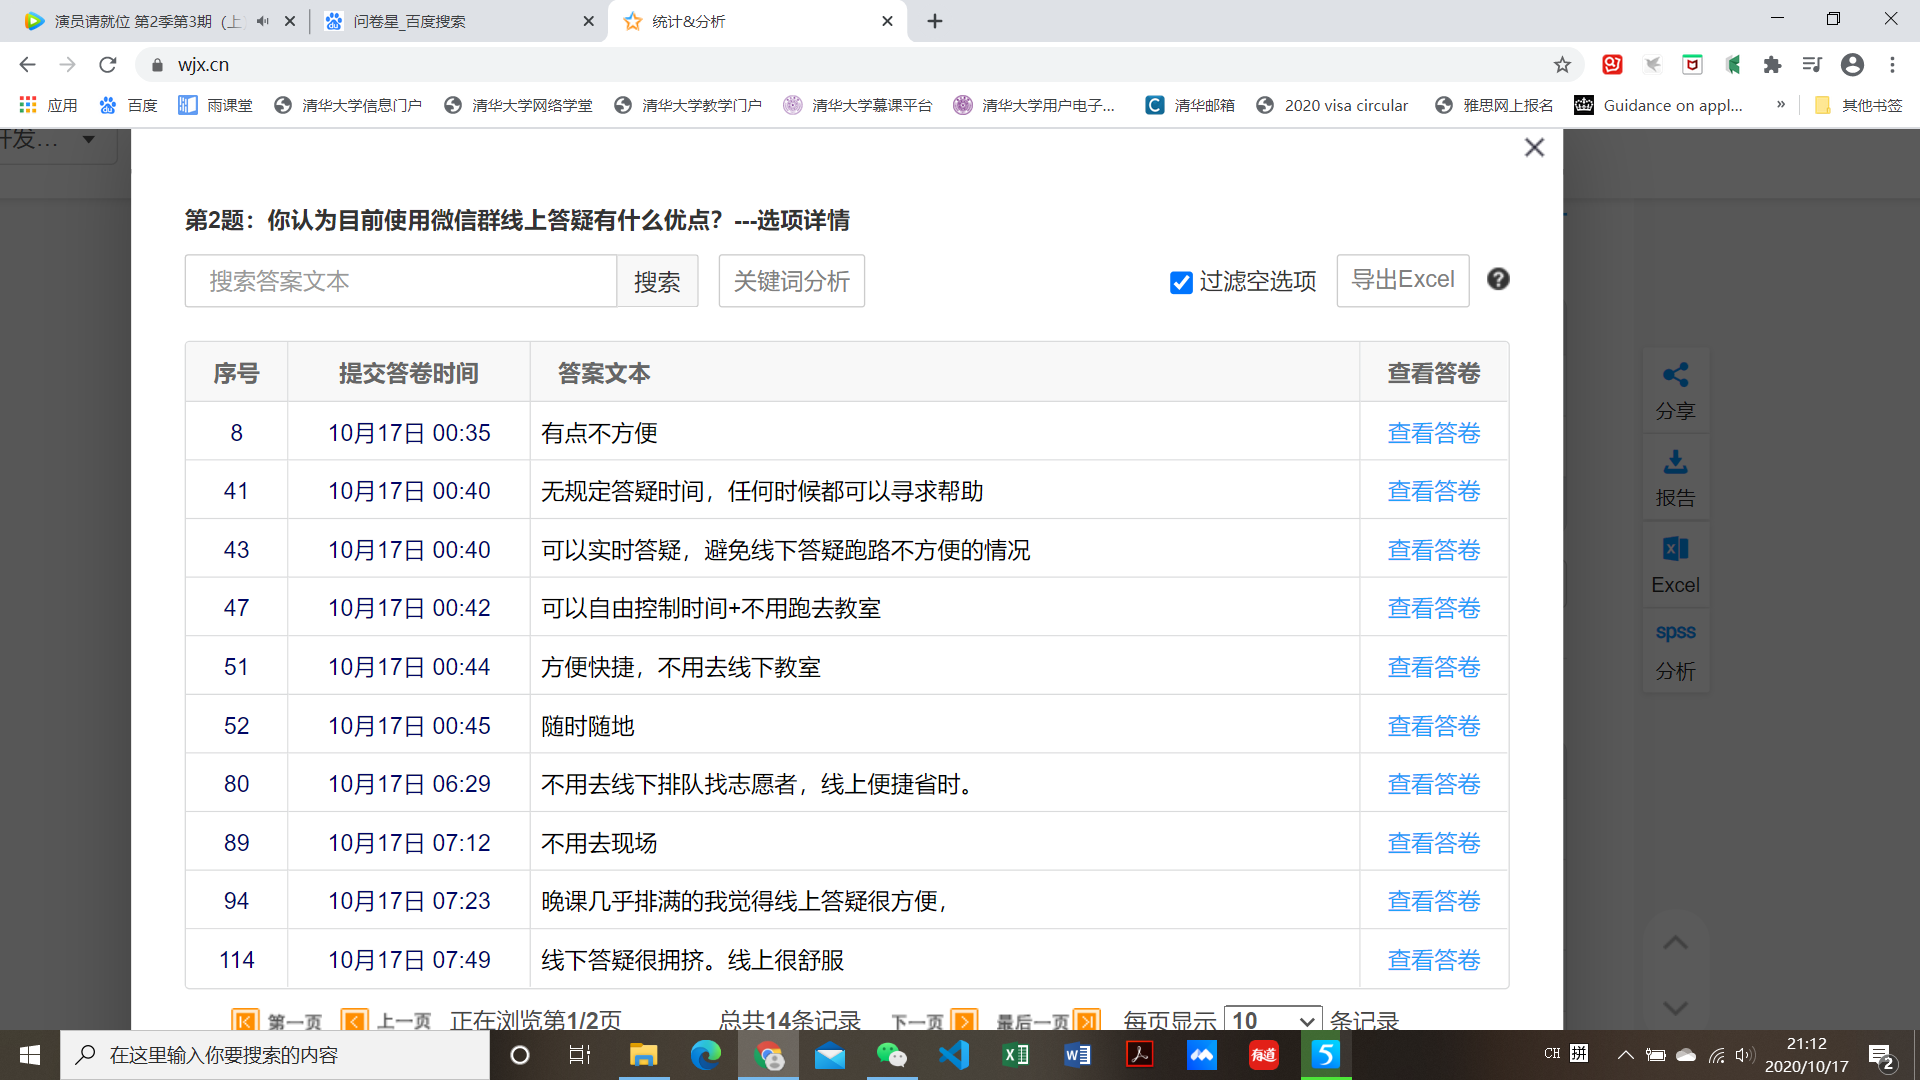 演员请就位 第2季第3期（上
问卷星_百度搜索
统计&分析
wjx.cn
应用
百度
雨课堂
清华大学信息门户
清华大学网络学堂
清华大学教学门户
清华大学慕课平台
清华大学用户电子...
清华邮箱
2020 visa circular
雅思网上报名
Guidance on appl...
»
其他书签
开发...
第2题：你认为目前使用微信群线上答疑有什么优点？---选项详情
搜索答案文本
搜索
关键词分析
过滤空选项
导出Excel
序号 提交答卷时间 答案文本 查看答卷
8 10月17日 00:35 有点不方便 查看答卷
41 10月17日 00:40 无规定答疑时间，任何时候都可以寻求帮助 查看答卷
43 10月17日 00:40 可以实时答疑，避免线下答疑跑路不方便的情况 查看答卷
47 10月17日 00:42 可以自由控制时间+不用跑去教室 查看答卷
51 10月17日 00:44 方便快捷，不用去线下教室 查看答卷
52 10月17日 00:45 随时随地 查看答卷
80 10月17日 06:29 不用去线下排队找志愿者，线上便捷省时。 查看答卷
89 10月17日 07:12 不用去现场 查看答卷
94 10月17日 07:23 晚课几乎排满的我觉得线上答疑很方便， 查看答卷
114 10月17日 07:49 线下答疑很拥挤。线上很舒服 查看答卷
第一页 上一页 正在浏览第1/2页 总共14条记录 下一页 最后一页 每页显示 10 条记录
分享
报告
Excel
spss
分析
在这里输入你要搜索的内容
有道
5
CH 拼
21:12
2020/10/17
2